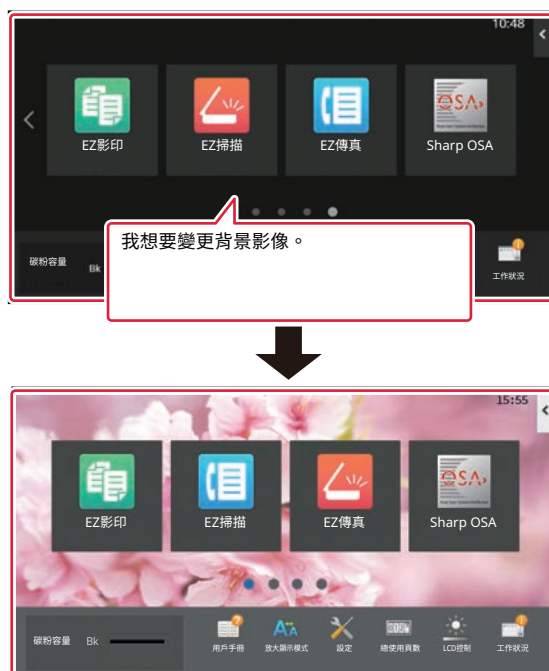 10:48
EZ影印
EZ掃描
EZ傳真
Sharp OSA
OSA
我想要變更背景影像。
碳粉容量
Bk
工作狀況
15:55
EZ影印
EZ掃描
EZ傳真
Sharp OSA
OSA
碳粉容量
Bk
用戶手冊
放大顯示模式
設定
總使用頁數
LCD控制
工作狀況